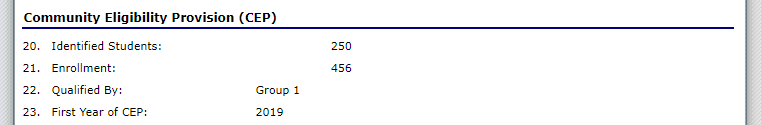 Community Eligibility Provision (CEP)
20. Identified Students: 250
21. Enrollment: 456
22. Qualified By: Group 1
23. First Year of CEP: 2019